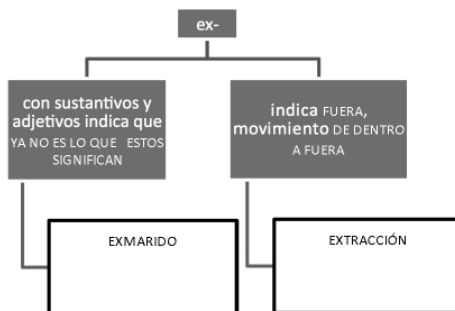 ex-
con sustantivos y
adjetivos indica que
YA NO ES LO QUE ESTOS
SIGNIFICAN
indica FUERA,
movimiento DE DENTRO
A FUERA
EXMARIDO
EXTRACCIÓN